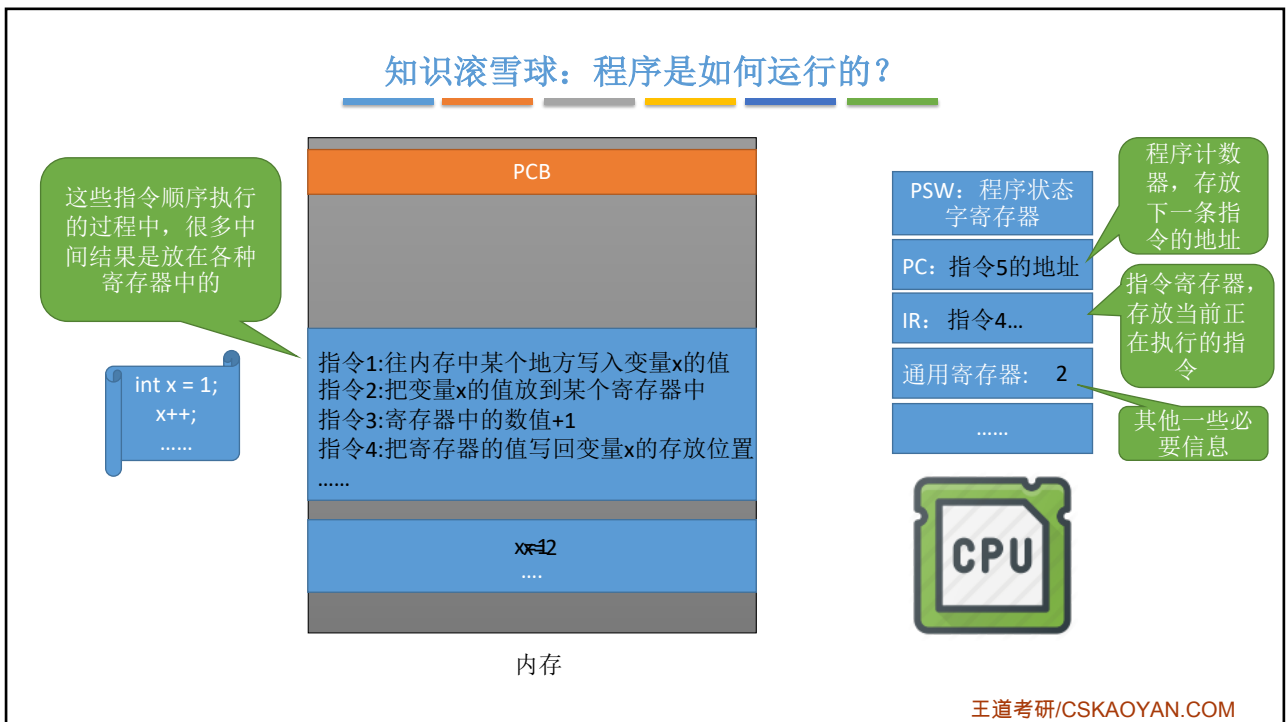 知识滚雪球：程序是如何运行的？
这些指令顺序执行
的过程中，很多中
间结果是放在各种
寄存器中的
int x = 1;
x++;
……
PCB
指令1:往内存中某个地方写入变量x的值
指令2:把变量x的值放到某个寄存器中
指令3:寄存器中的数值+1
指令4:把寄存器的值写回变量x的存放位置
……
....
内存
PSW：程序状态
字寄存器
PC：指令5的地址
IR：指令4...
通用寄存器： 2
……
程序计数
器，存放
下一条指
令的地址
指令寄存器，
存放当前正
在执行的指
令
其他一些必
要信息
CPU
王道考研/CSKAOYAN.COM